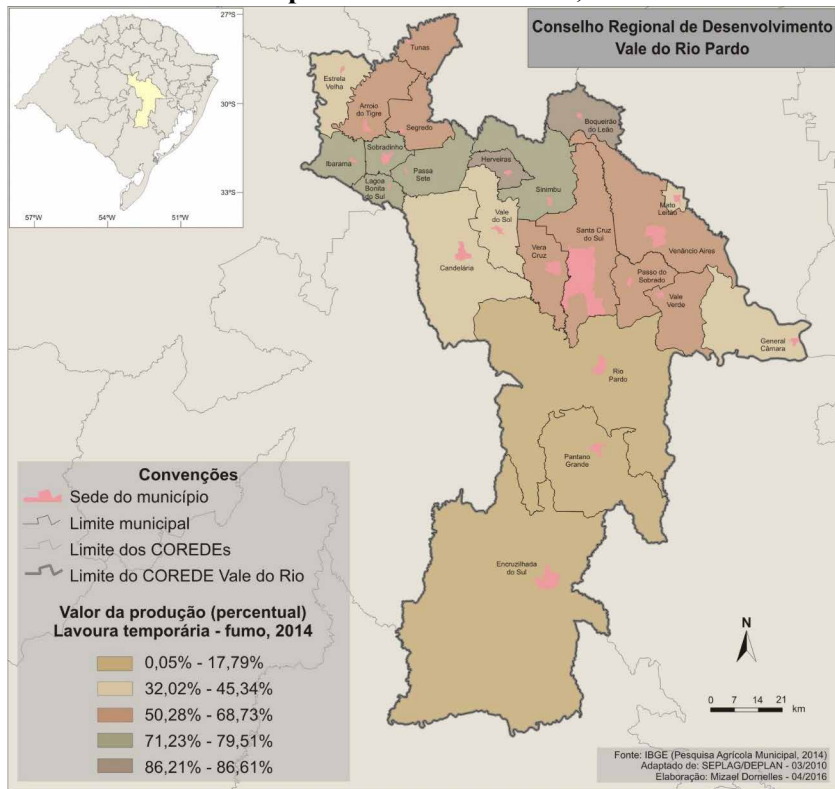 Conselho Regional de Desenvolvimento
Vale do Rio Pardo
27°S
30°S
33°S
57°W
54°W
51°W
Tunas
Estrela
Velha
Arroio
do Tigre
Segredo
Boqueirão
do Leão
Sobradinho
Ibarama
Passa
Sete
Herveiras
Lagoa
Bonita
do Sul
Sinimbu
Mato
Leitão
Vale
do Sol
Santa Cruz
do Sul
Vera
Cruz
Venâncio Aires
Candelária
Passo do
Sobrado
Vale
Verde
General
Câmara
Rio
Pardo
Pantano
Grande
Encruzilhada
do Sul
Convenções
Sede do município
Limite municipal
Limite dos COREDEs
Limite do COREDE Vale do Rio
Valor da produção (percentual)
Lavoura temporária - fumo, 2014
0,05% - 17,79%
32,02% - 45,34%
50,28% - 68,73%
71,23% - 79,51%
86,21% - 86,61%
N
0 7 14 21
km
Fonte: IBGE (Pesquisa Agrícola Municipal, 2014)
Adaptado de: SEPLAG/DEPLAN - 03/2010
Elaboração: Mizael Dornelles - 04/2016